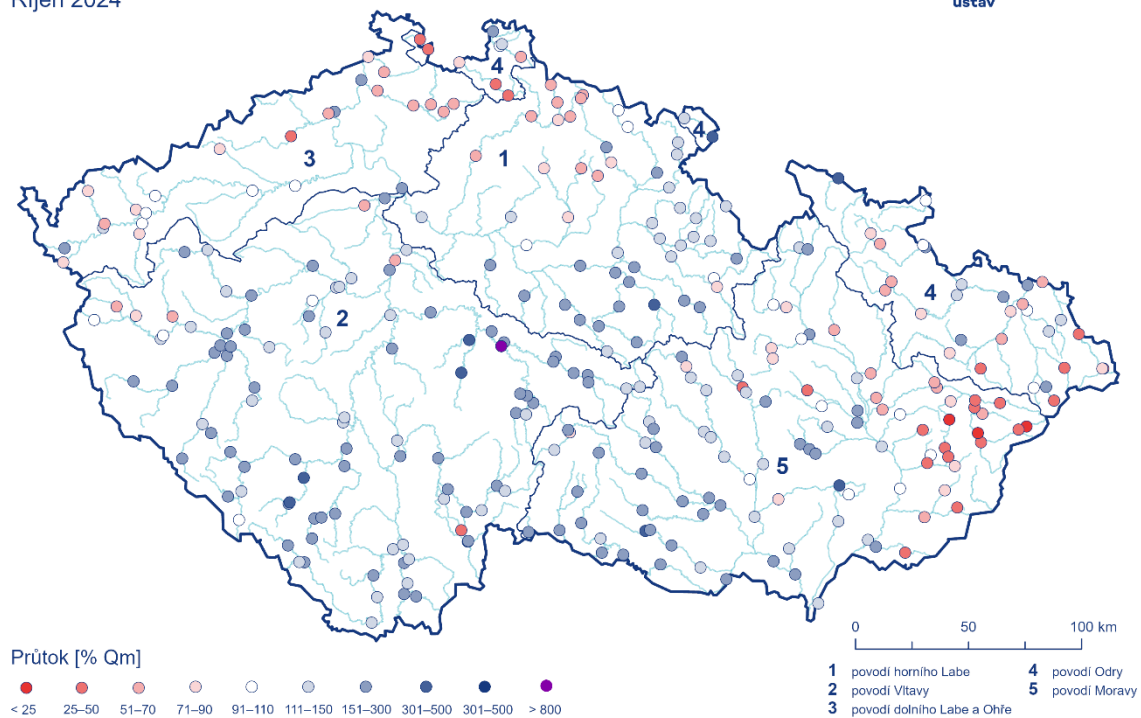 Říjen 2024
ústav
4
4
1
3
2
4
5
0 50 100 km
Průtok [% Qm]
< 25 25–50 51–70 71–90 91–110 111–150 151–300 301–500 301–500 > 800
1 povodí horního Labe 4 povodí Odry
2 povodí Vltavy 5 povodí Moravy
3 povodí dolního Labe a Ohře